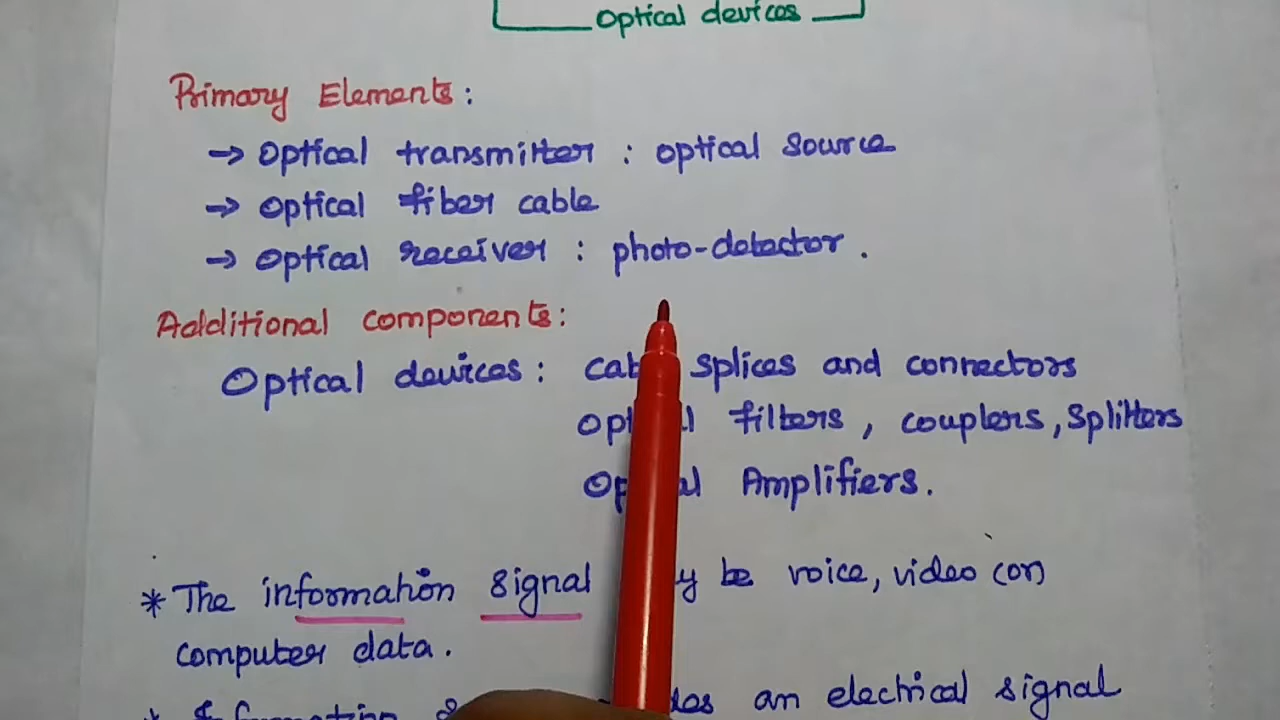 Optical devices
Primary Elements:
→ Optical transmitter : optical source
→ Optical fiber cable
→ Optical receiver : photo-detector.
Additional components:
Optical devices: splices and connectors
filters, couplers, splitters
Amplifiers.
* The information signal be voice, video (or)
computer data.
* an electrical signal